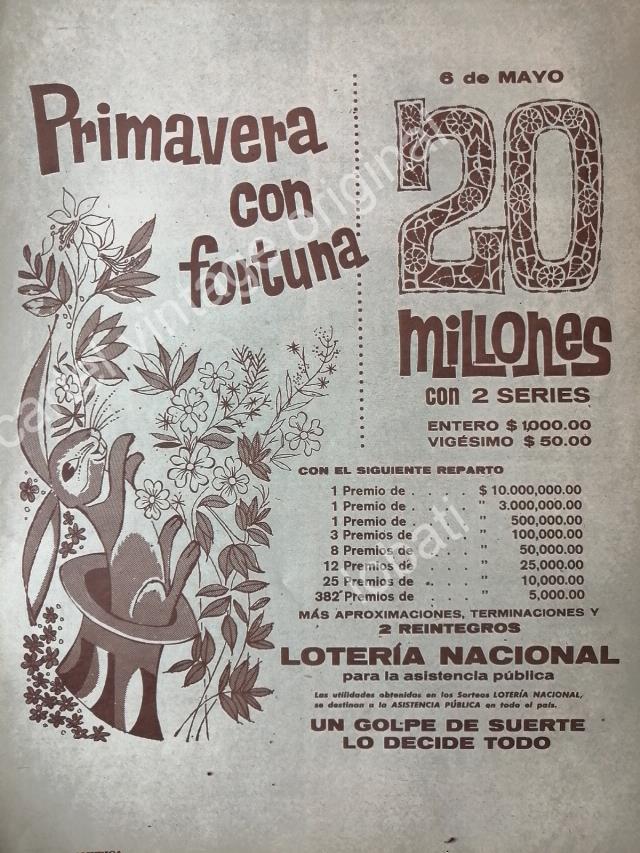 Primavera
con
fortuna
6 de MAYO
20
millones
con 2 SERIES
ENTERO $ 1,000.00
VIGÉSIMO $ 50.00
CON EL SIGUIENTE REPARTO
1 Premio de . . . . $ 10.000,000.00
1 Premio de . . . . " 3.000,000.00
1 Premio de . . . . " 500,000.00
3 Premios de . . . . " 100,000.00
8 Premios de . . . . " 50,000.00
12 Premios de . . . . " 25,000.00
25 Premios de . . . . " 10,000.00
382 Premios de . . . . " 5,000.00
MÁS APROXIMACIONES, TERMINACIONES Y
2 REINTEGROS
LOTERÍA NACIONAL
para la asistencia pública
Las utilidades obtenidas en los Sorteos LOTERÍA NACIONAL,
se destinan a la ASISTENCIA PÚBLICA en todo el país.
UN GOLPE DE SUERTE
LO DECIDE TODO